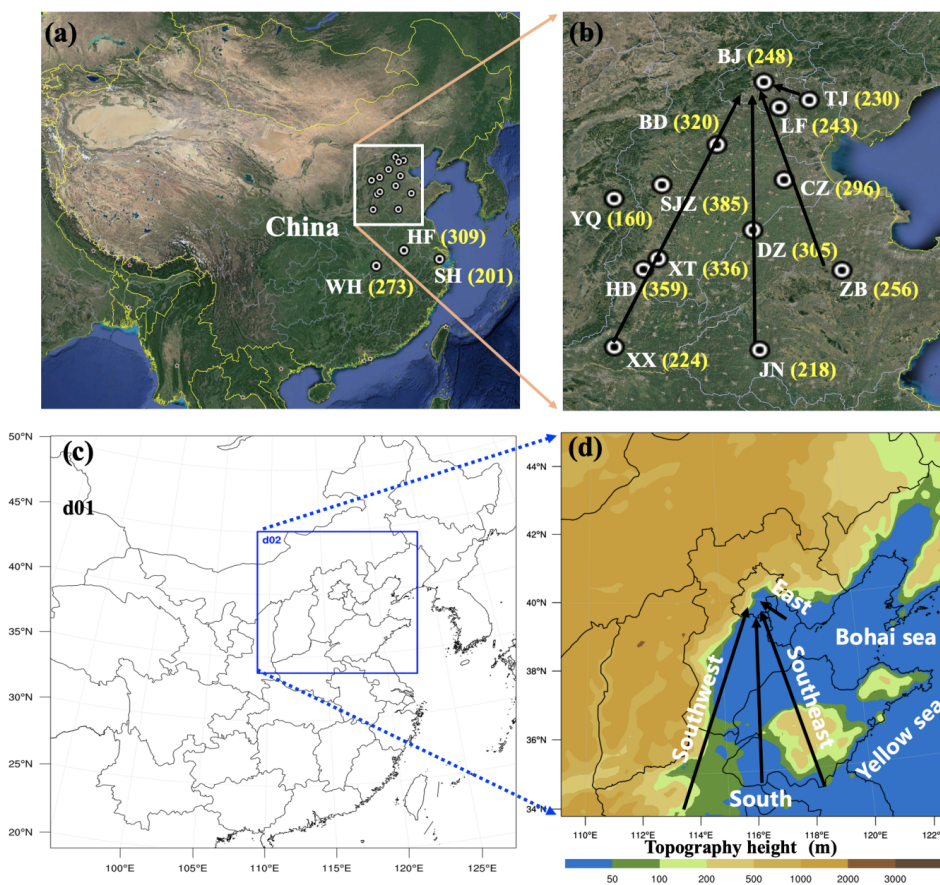 (a)
China
HF (309)
WH (273)
SH (201)
(b)
BJ (248)
TJ (230)
LF (243)
BD (320)
CZ (296)
SJZ (385)
YQ (160)
DZ (305)
XT (336)
HD (359)
ZB (256)
XX (224)
JN (218)
(c)
50°N
45°N
d01
d02
40°N
35°N
30°N
25°N
20°N
100°E 105°E 110°E 115°E 120°E
(d)
44°N
42°N
40°N
38°N
36°N
34°N
East
Bohai sea
Southwest
Southeast
Yellow sea
South
110°E 112°E 114°E 116°E 118°E 120°E 122°E
Topography height (m)
50 100 200 500 1000 2000 3000